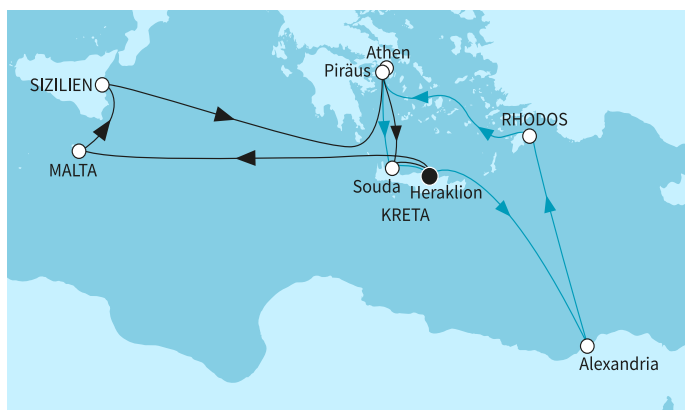 Athen
Piräus
SIZILIEN
RHODOS
MALTA
Souda
Heraklion
KRETA
Alexandria